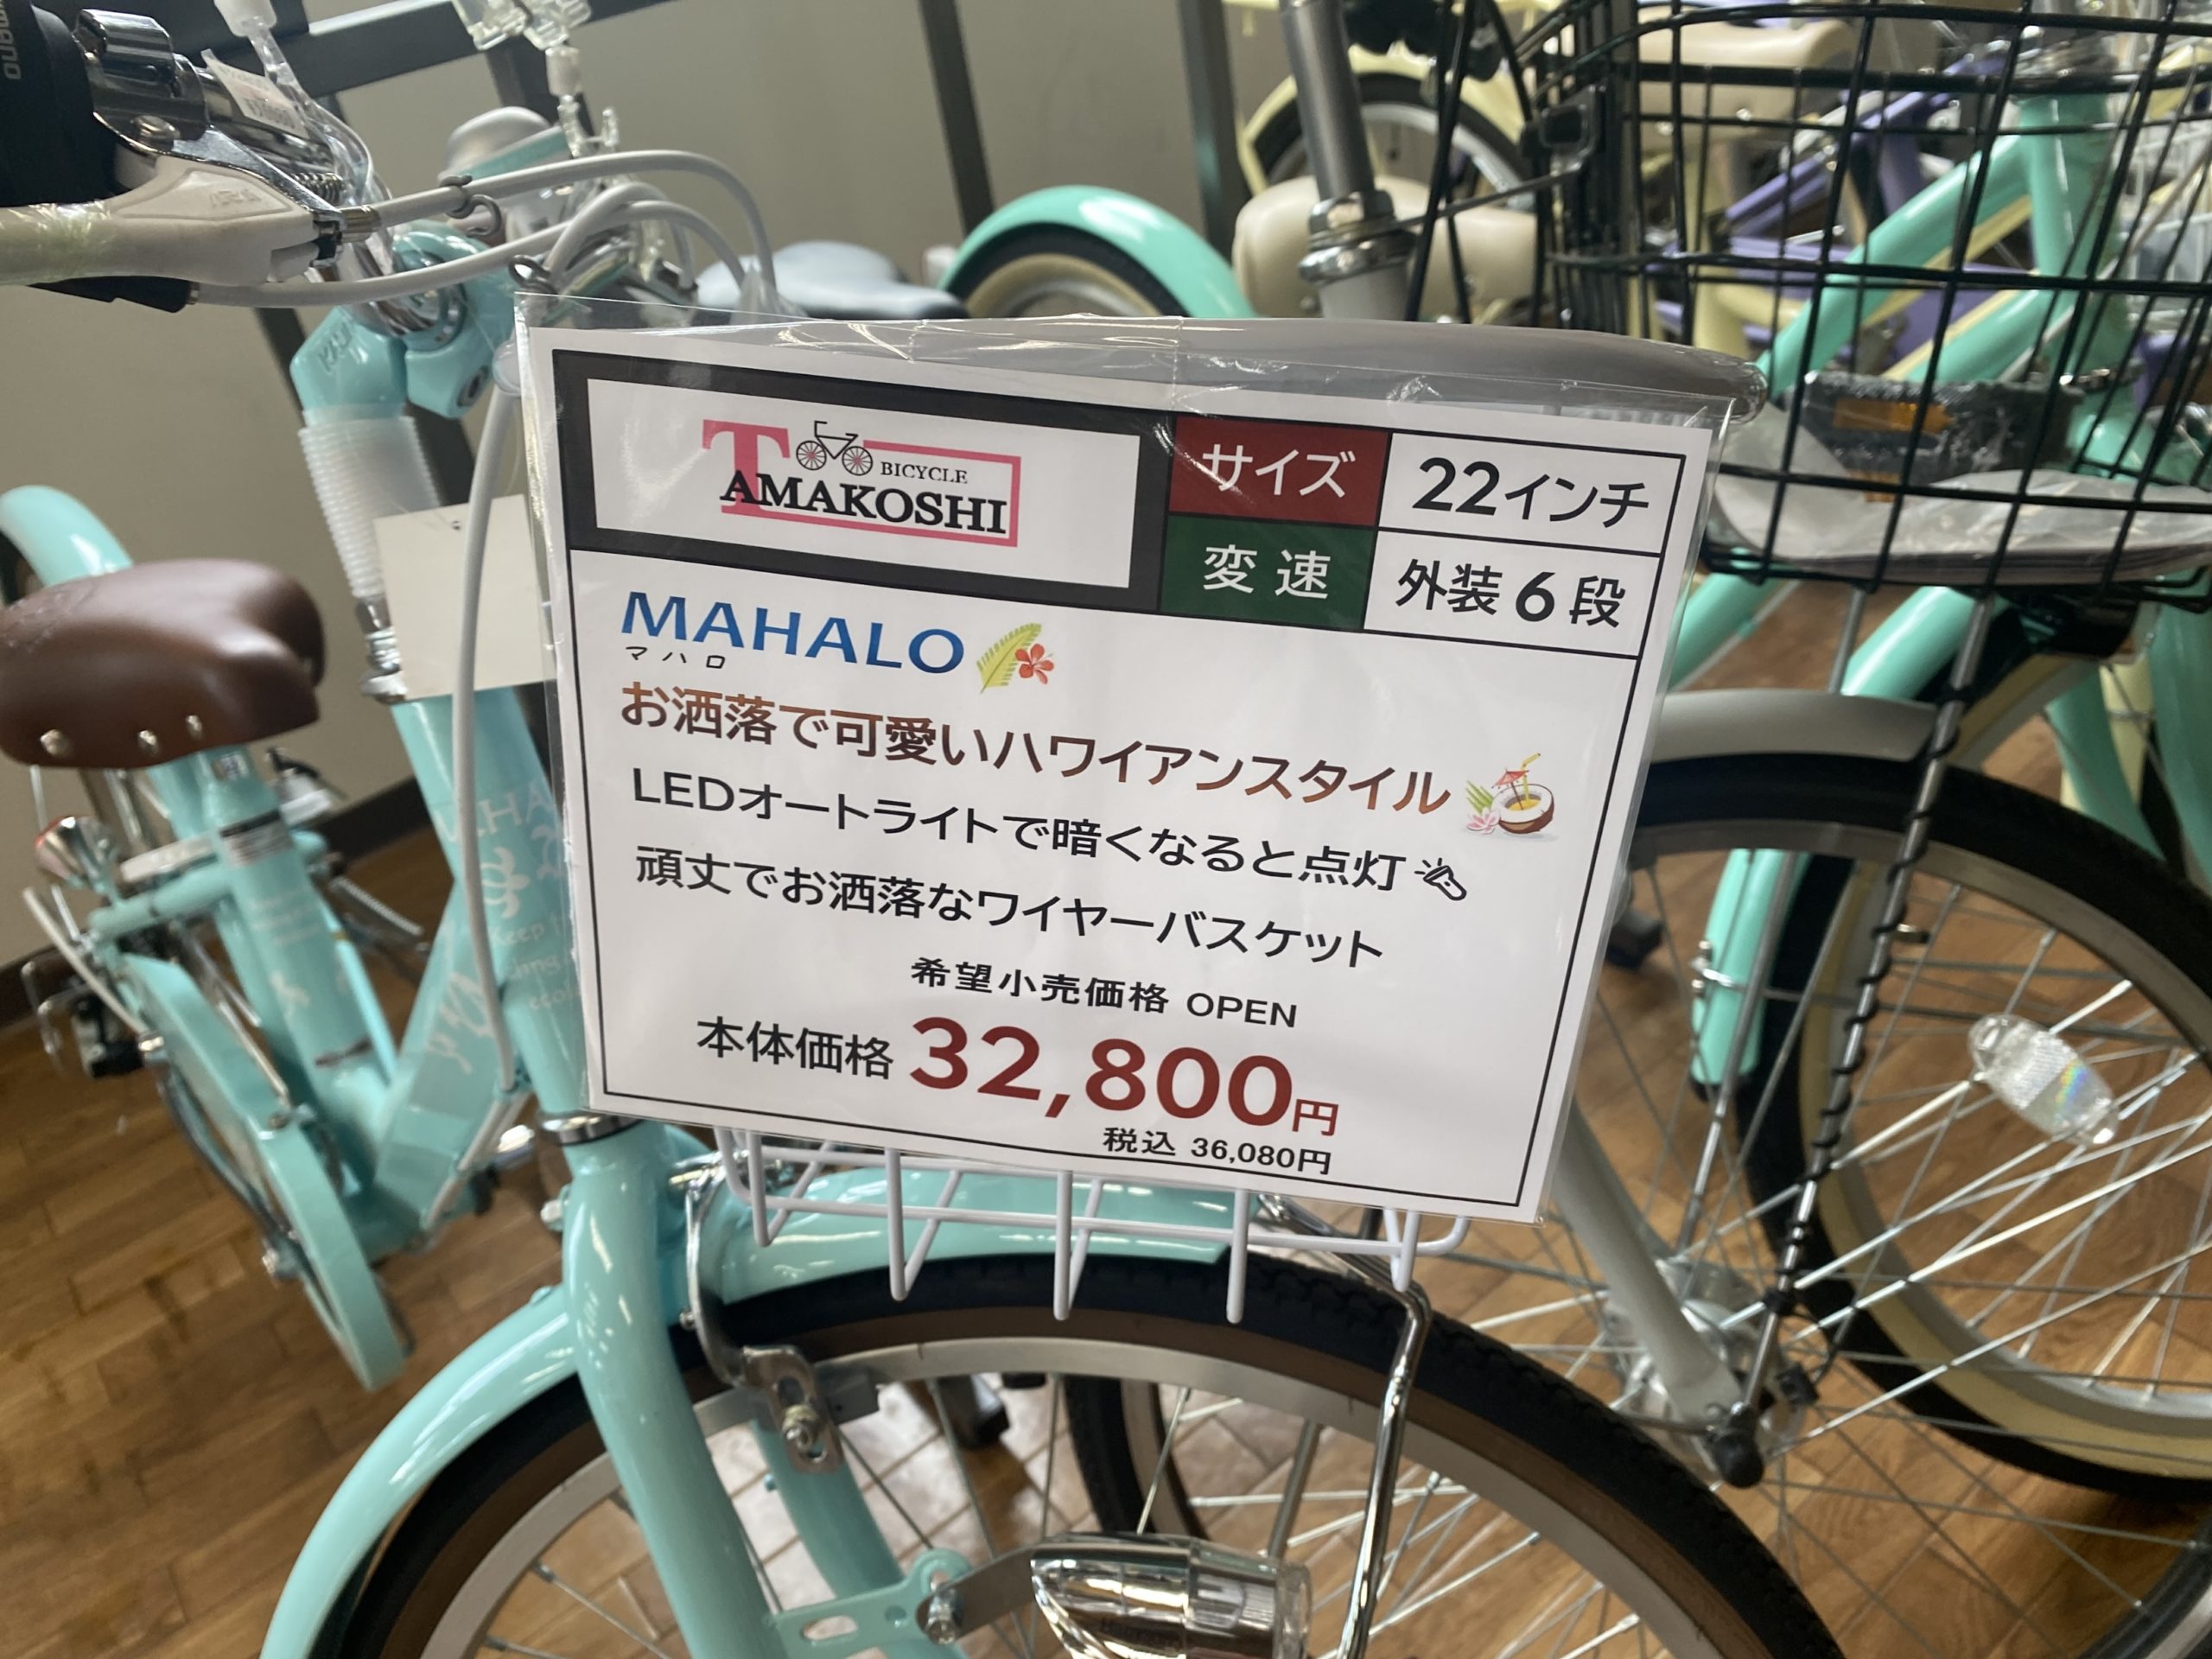 BICYCLE
TAMAKOSHI
サイズ 22インチ
変速 外装6段
MAHALO
マハロ
お洒落で可愛いハワイアンスタイル
LEDオートライトで暗くなると点灯
頑丈でお洒落なワイヤーバスケット
希望小売価格 OPEN
本体価格 32,800円
税込 36,080円